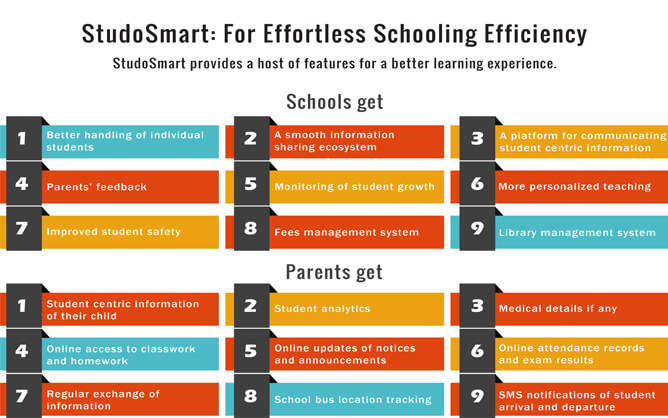 StudoSmart: For Effortless Schooling Efficiency
StudoSmart provides a host of features for a better learning experience.
Schools get
1
Better handling of individual
students
2
A smooth information
sharing ecosystem
3
A platform for communicating
student centric information
4
Parents' feedback
5
Monitoring of student growth
6
More personalized teaching
7
Improved student safety
8
Fees management system
9
Library management system
Parents get
1
Student centric information
of their child
2
Student analytics
3
Medical details if any
4
Online access to classwork
and homework
5
Online updates of notices
and announcements
6
Online attendance records
and exam results
7
Regular exchange of
information
8
School bus location tracking
9
SMS notifications of student
arrival and departure